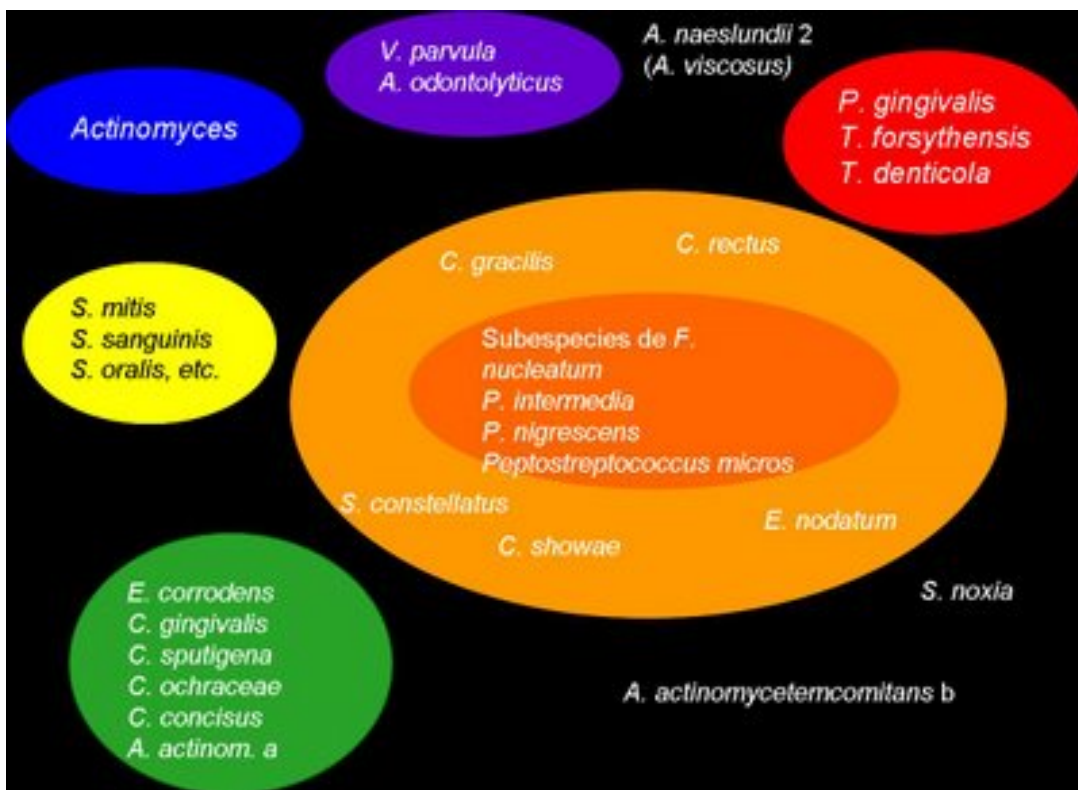 V. parvula
A. odontolyticus
A. naeslundii 2
(A. viscosus)
Actinomyces
P. gingivalis
T. forsythensis
T. denticola
C. gracilis
C. rectus
S. mitis
S. sanguinis
S. oralis, etc.
Subespecies de F.
nucleatum
P. intermedia
P. nigrescens
Peptostreptococcus micros
S. constellatus
E. nodatum
C. showae
E. corrodens
C. gingivalis
C. sputigena
C. ochraceae
C. concisus
A. actinom. a
S. noxia
A. actinomycetemcomitans b